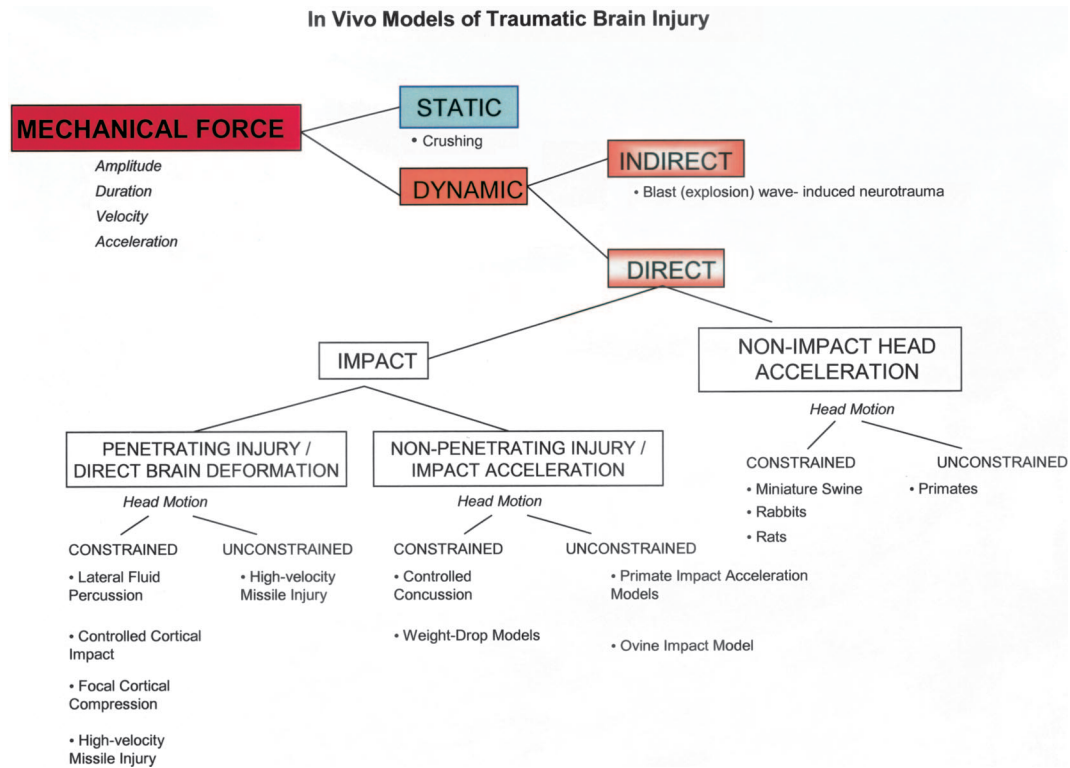 In Vivo Models of Traumatic Brain Injury
MECHANICAL FORCE
Amplitude
Duration
Velocity
Acceleration
STATIC
• Crushing
DYNAMIC
INDIRECT
• Blast (explosion) wave- induced neurotrauma
DIRECT
IMPACT
NON-IMPACT HEAD
ACCELERATION
Head Motion
CONSTRAINED
• Miniature Swine
• Rabbits
• Rats
UNCONSTRAINED
• Primates
PENETRATING INJURY /
DIRECT BRAIN DEFORMATION
Head Motion
CONSTRAINED
• Lateral Fluid
Percussion
• Controlled Cortical
Impact
• Focal Cortical
Compression
• High-velocity
Missile Injury
UNCONSTRAINED
• High-velocity
Missile Injury
NON-PENETRATING INJURY /
IMPACT ACCELERATION
Head Motion
CONSTRAINED
• Controlled
Concussion
• Weight-Drop Models
UNCONSTRAINED
• Primate Impact Acceleration
Models
• Ovine Impact Model